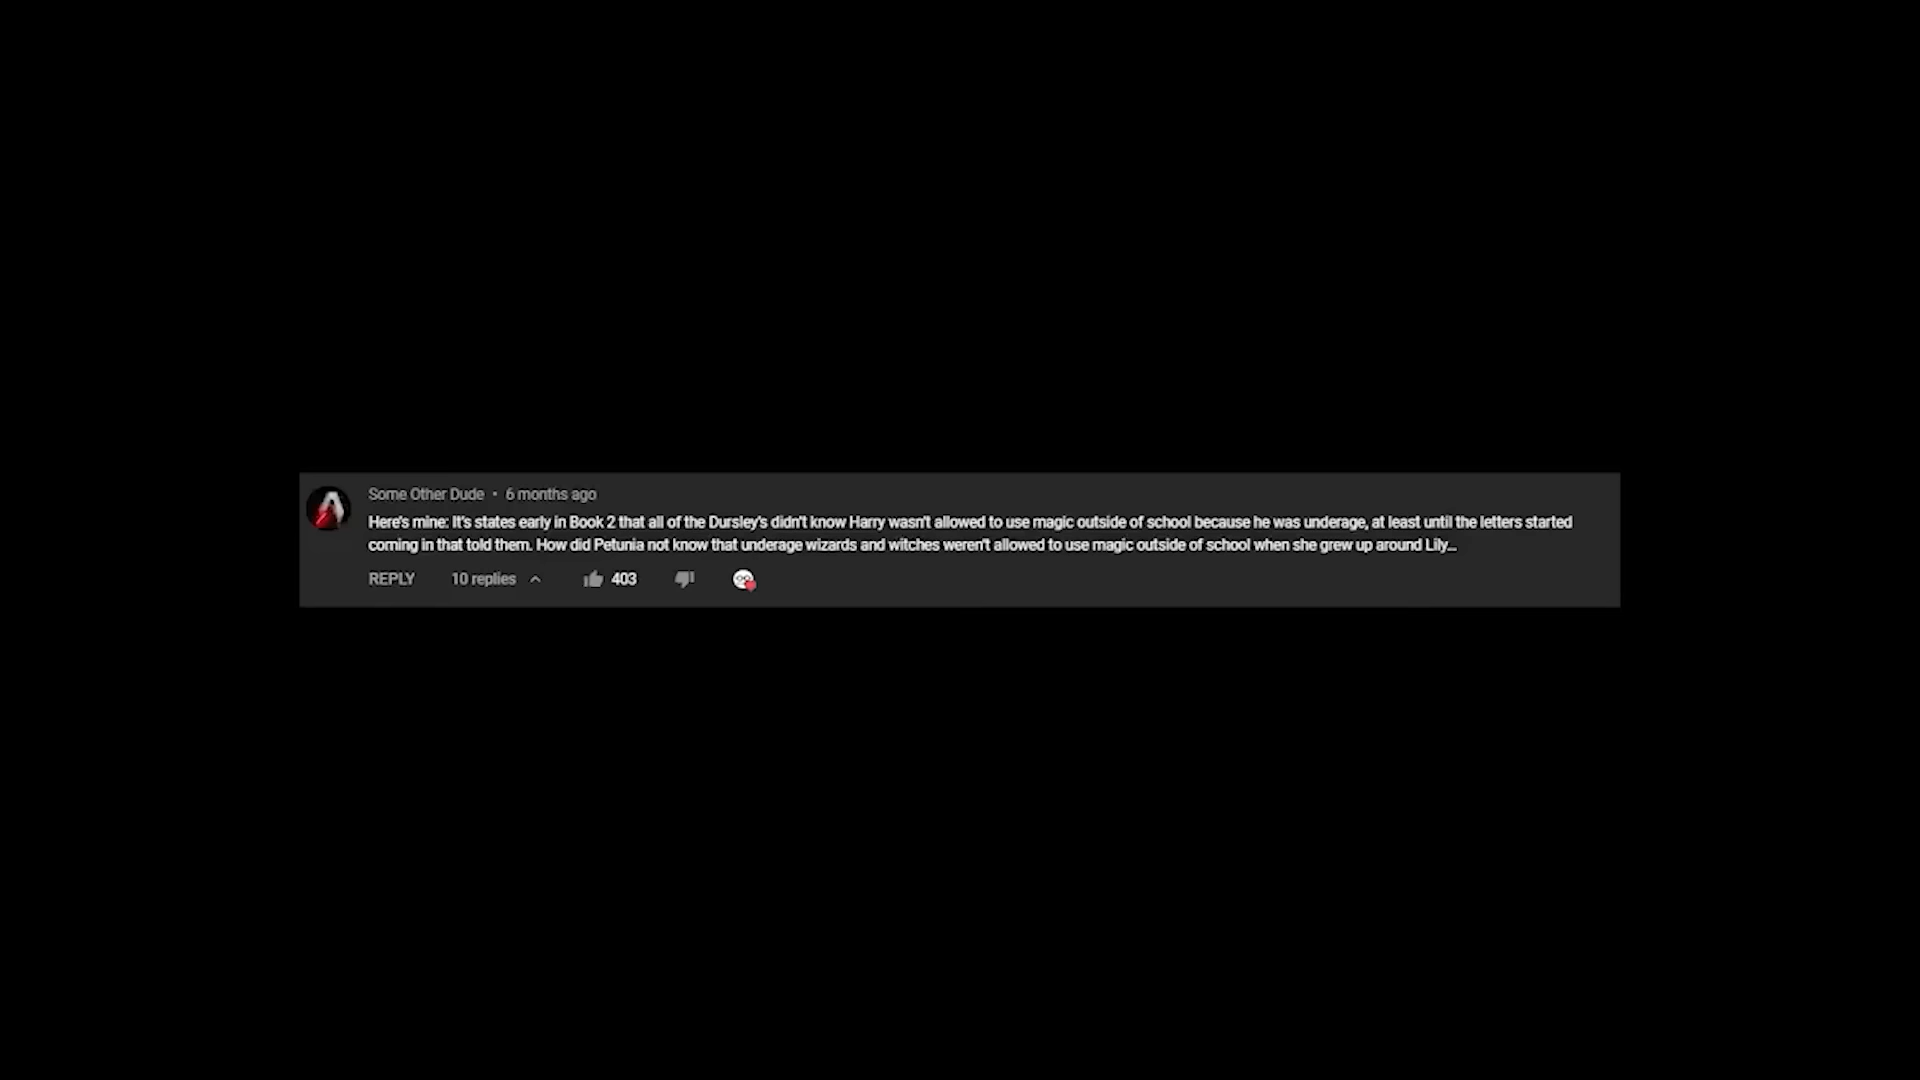 Some Other Dude • 6 months ago
Here's mine: It's states early in Book 2 that all of the Dursley's didn't know Harry wasn't allowed to use magic outside of school because he was underage, at least until the letters started
coming in that told them. How did Petunia not know that underage wizards and witches weren't allowed to use magic outside of school when she grew up around Lily...
REPLY 10 replies 403